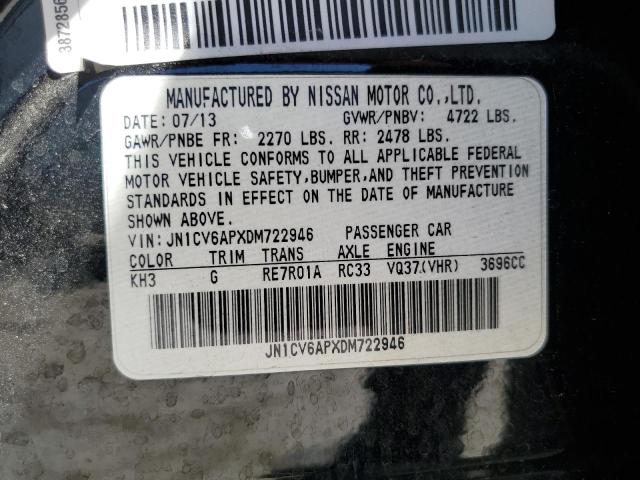 3872856
MANUFACTURED BY NISSAN MOTOR CO.,LTD.
DATE: 07/13 GVWR/PNBV: 4722 LBS.
GAWR/PNBE FR: 2270 LBS. RR: 2478 LBS.
THIS VEHICLE CONFORMS TO ALL APPLICABLE FEDERAL
MOTOR VEHICLE SAFETY,BUMPER,AND THEFT PREVENTION
STANDARDS IN EFFECT ON THE DATE OF MANUFACTURE
SHOWN ABOVE.
VIN: JN1CV6APXDM722946 PASSENGER CAR
COLOR TRIM TRANS AXLE ENGINE
KH3 G RE7R01A RC33 VQ37(VHR) 3696CC
JN1CV6APXDM722946